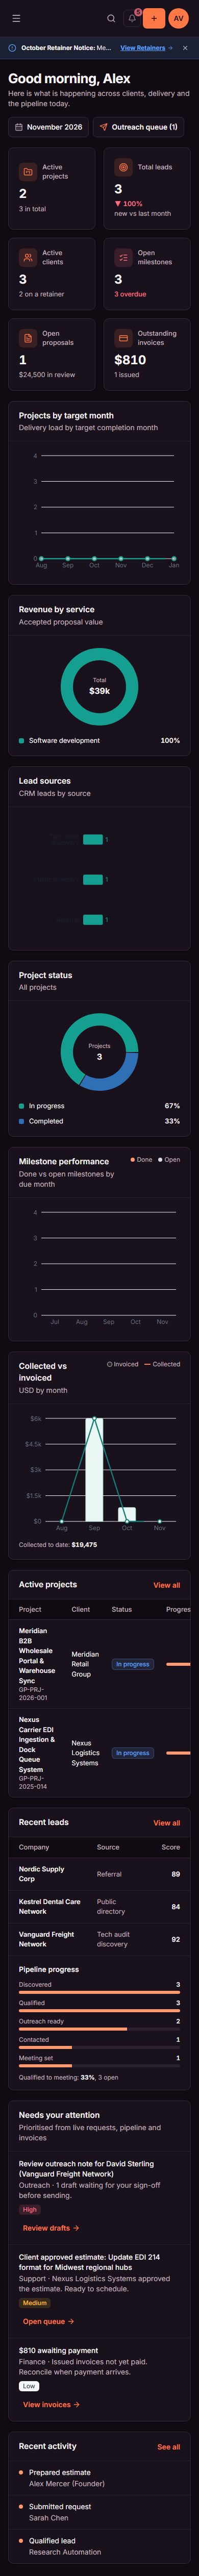 5
+
AV
October Retainer Notice: Me...
View Retainers
Good morning, Alex
Here is what is happening across clients, delivery and
the pipeline today.
November 2026
Outreach queue (1)
Active
projects
2
3 in total
Total leads
3
▼ 100%
new vs last month
Active
clients
3
2 on a retainer
Open
milestones
3
3 overdue
Open
proposals
1
$24,500 in review
Outstanding
invoices
$810
1 issued
Projects by target month
Delivery load by target completion month
4
3
2
1
0
Aug Sep Oct Nov Dec Jan
Revenue by service
Accepted proposal value
Total
$39k
Software development 100%
Lead sources
CRM leads by source
1
1
1
Project status
All projects
Projects
3
In progress 67%
Completed 33%
Milestone performance
Done vs open milestones by
due month
Done Open
4
3
2
1
0
Jul Aug Sep Oct Nov
Collected vs
invoiced
USD by month
Invoiced Collected
$6k
$4.5k
$3k
$1.5k
$0
Aug Sep Oct Nov
Collected to date: $19,475
Active projects
View all
Project Client Status Progres
Meridian
B2B
Wholesale
Portal &
Warehouse
Sync
GP-PRJ-
2026-001
Meridian
Retail
Group
In progress
Nexus
Carrier EDI
Ingestion &
Dock
Queue
System
GP-PRJ-
2025-014
Nexus
Logistics
Systems
In progress
Recent leads
View all
Company Source Score
Nordic Supply
Corp
Referral
89
Kestrel Dental Care
Network
Public
directory
84
Vanguard Freight
Network
Tech audit
discovery
92
Pipeline progress
Discovered 3
Qualified 3
Outreach ready 2
Contacted 1
Meeting set 1
Qualified to meeting: 33%, 3 open
Needs your attention
Prioritised from live requests, pipeline and
invoices
Review outreach note for David Sterling
(Vanguard Freight Network)
Outreach · 1 draft waiting for your sign-off
before sending.
High
Review drafts →
Client approved estimate: Update EDI 214
format for Midwest regional hubs
Support · Nexus Logistics Systems approved
the estimate. Ready to schedule.
Medium
Open queue →
$810 awaiting payment
Finance · Issued invoices not yet paid.
Reconcile when payment arrives.
Low
View invoices →
Recent activity
See all
Prepared estimate
Alex Mercer (Founder)
Submitted request
Sarah Chen
Qualified lead
Research Automation